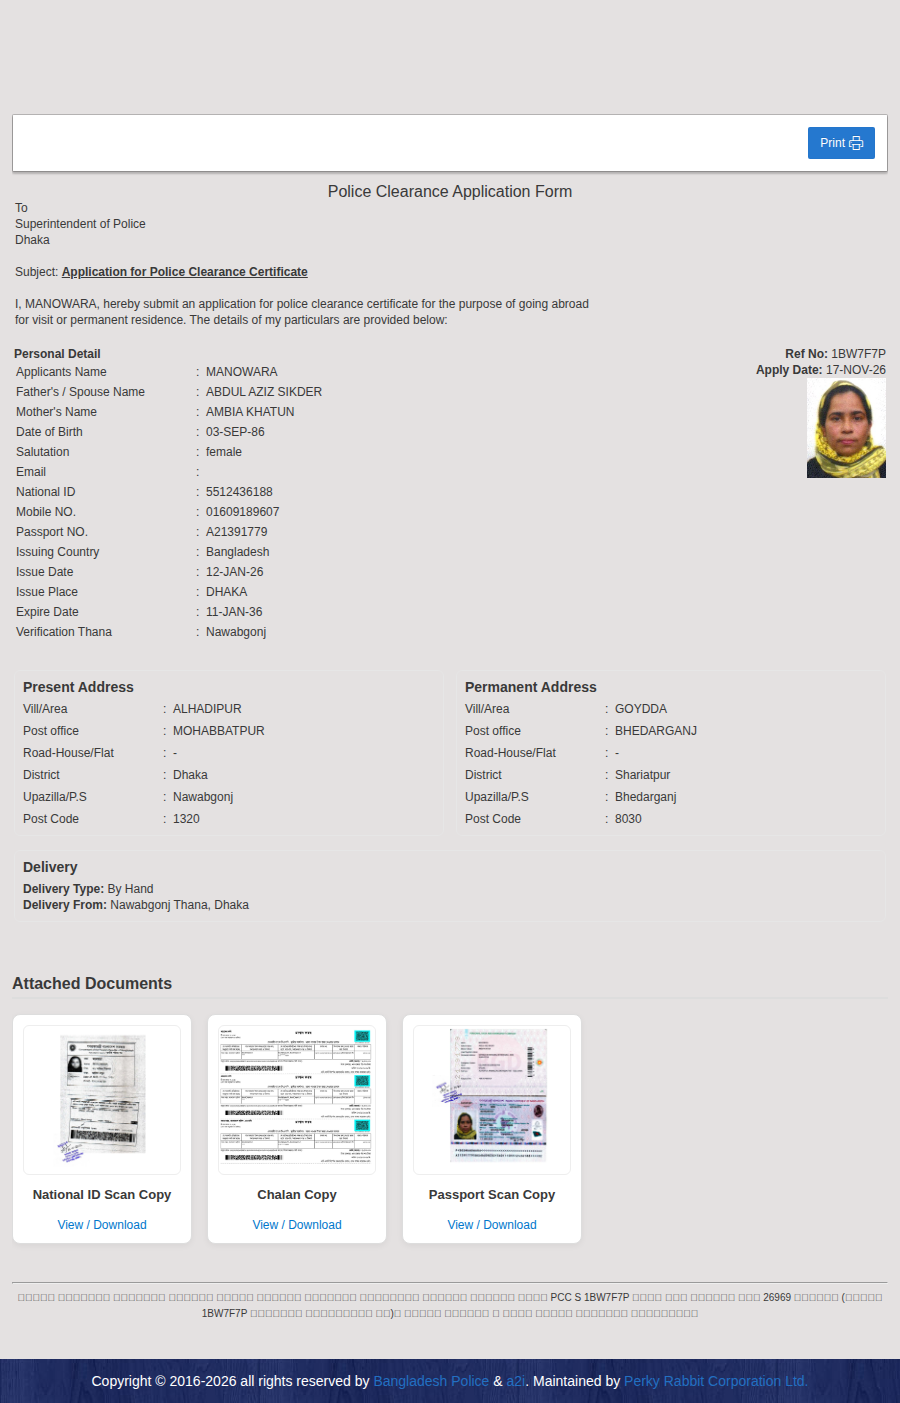 Print
Police Clearance Application Form
To
Superintendent of Police
Dhaka
Subject: Application for Police Clearance Certificate
I, MANOWARA, hereby submit an application for police clearance certificate for the purpose of going abroad
for visit or permanent residence. The details of my particulars are provided below:
Ref No: 1BW7F7P
Apply Date: 17-NOV-26
Personal Detail
Applicants Name : MANOWARA
Father's / Spouse Name : ABDUL AZIZ SIKDER
Mother's Name : AMBIA KHATUN
Date of Birth : 03-SEP-86
Salutation : female
Email :
National ID : 5512436188
Mobile NO. : 01609189607
Passport NO. : A21391779
Issuing Country : Bangladesh
Issue Date : 12-JAN-26
Issue Place : DHAKA
Expire Date : 11-JAN-36
Verification Thana : Nawabgonj
Present Address
Vill/Area : ALHADIPUR
Post office : MOHABBATPUR
Road-House/Flat : -
District : Dhaka
Upazilla/P.S : Nawabgonj
Post Code : 1320
Permanent Address
Vill/Area : GOYDDA
Post office : BHEDARGANJ
Road-House/Flat : -
District : Shariatpur
Upazilla/P.S : Bhedarganj
Post Code : 8030
Delivery
Delivery Type: By Hand
Delivery From: Nawabgonj Thana, Dhaka
Attached Documents
National ID Scan Copy
View / Download
Chalan Copy
View / Download
Passport Scan Copy
View / Download
PCC S 1BW7F7P 26969 (
1BW7F7P )
Copyright © 2016-2026 all rights reserved by Bangladesh Police & a2i. Maintained by Perky Rabbit Corporation Ltd.